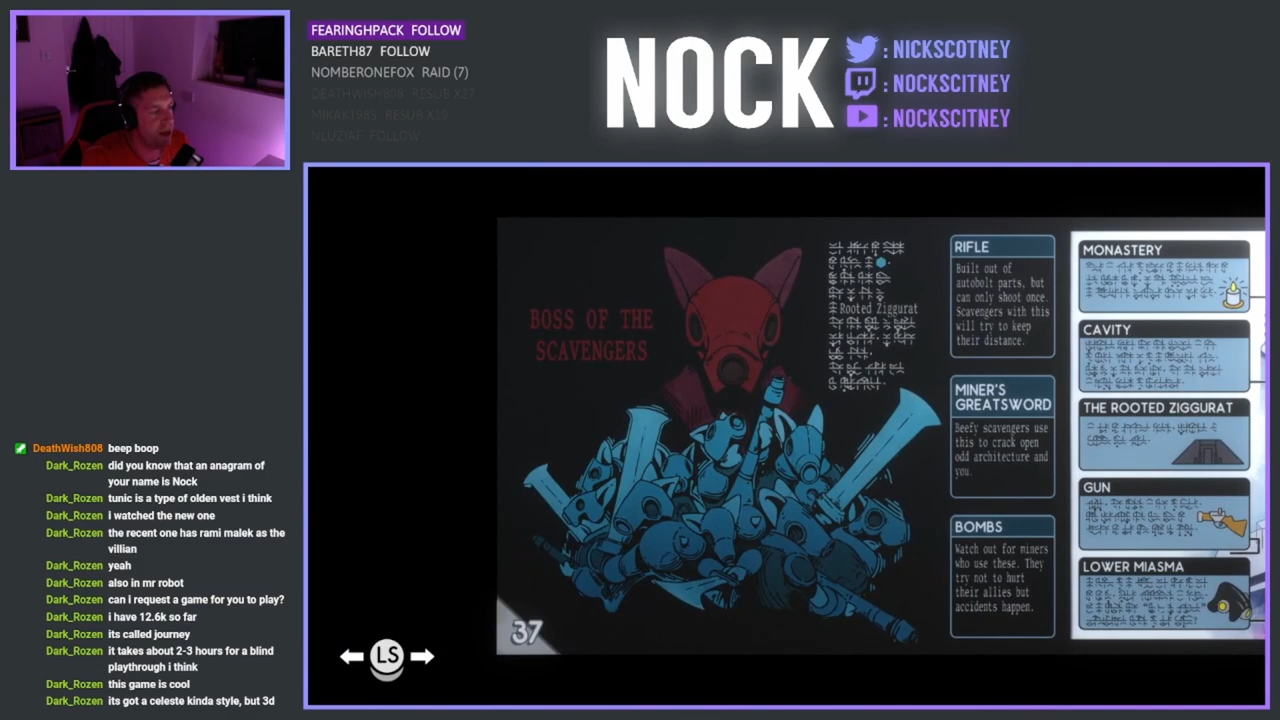 FEARINGHPACK FOLLOW
BARETH87 FOLLOW
NOMBERONEFOX RAID (7)
DEATHWISH808 RESUB X27
MIKAK1985 RESUB X19
NLUZIAF FOLLOW
NOCK
: NICKSCOTNEY
: NOCKSCITNEY
: NOCKSCITNEY
DeathWish808 beep boop
Dark_Rozen did you know that an anagram of
your name is Nock
Dark_Rozen tunic is a type of olden vest i think
Dark_Rozen i watched the new one
Dark_Rozen the recent one has rami malek as the
villian
Dark_Rozen yeah
Dark_Rozen also in mr robot
Dark_Rozen can i request a game for you to play?
Dark_Rozen i have 12.6k so far
Dark_Rozen its called journey
Dark_Rozen it takes about 2-3 hours for a blind
playthrough i think
Dark_Rozen this game is cool
Dark_Rozen its got a celeste kinda style, but 3d
BOSS OF THE
SCAVENGERS
Rooted Ziggurat
37
LS
RIFLE
Built out of
autobolt parts, but
can only shoot once.
Scavengers with this
will try to keep
their distance.
MINER'S
GREATSWORD
Beefy scavengers use
this to crack open
odd architecture and
you.
BOMBS
Watch out for miners
who use these. They
try not to hurt
their allies but
accidents happen.
MONASTERY
CAVITY
THE ROOTED ZIGGURAT
GUN
LOWER MIASMA